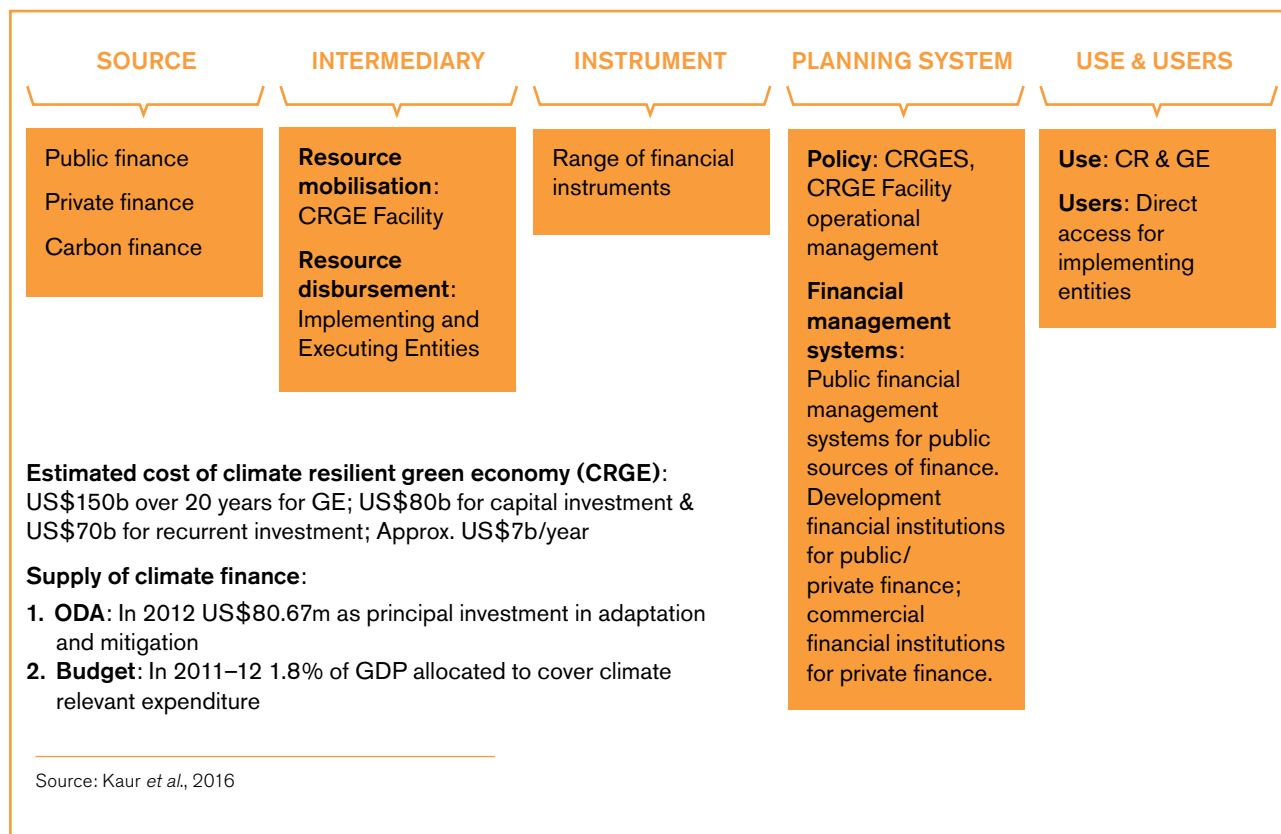 SOURCE
Public finance
Private finance
Carbon finance
INTERMEDIARY
Resource
mobilisation:
CRGE Facility
Resource
disbursement:
Implementing and
Executing Entities
INSTRUMENT
Range of financial
instruments
PLANNING SYSTEM
Policy: CRGES,
CRGE Facility
operational
management
Financial
management
systems:
Public financial
management
systems for public
sources of finance.
Development
financial institutions
for public/
private finance;
commercial
financial institutions
for private finance.
USE & USERS
Use: CR & GE
Users: Direct
access for
implementing
entities
Estimated cost of climate resilient green economy (CRGE):
US$150b over 20 years for GE; US$80b for capital investment &
US$70b for recurrent investment; Approx. US$7b/year
Supply of climate finance:
1. ODA: In 2012 US$80.67m as principal investment in adaptation
and mitigation
2. Budget: In 2011–12 1.8% of GDP allocated to cover climate
relevant expenditure
Source: Kaur et al., 2016